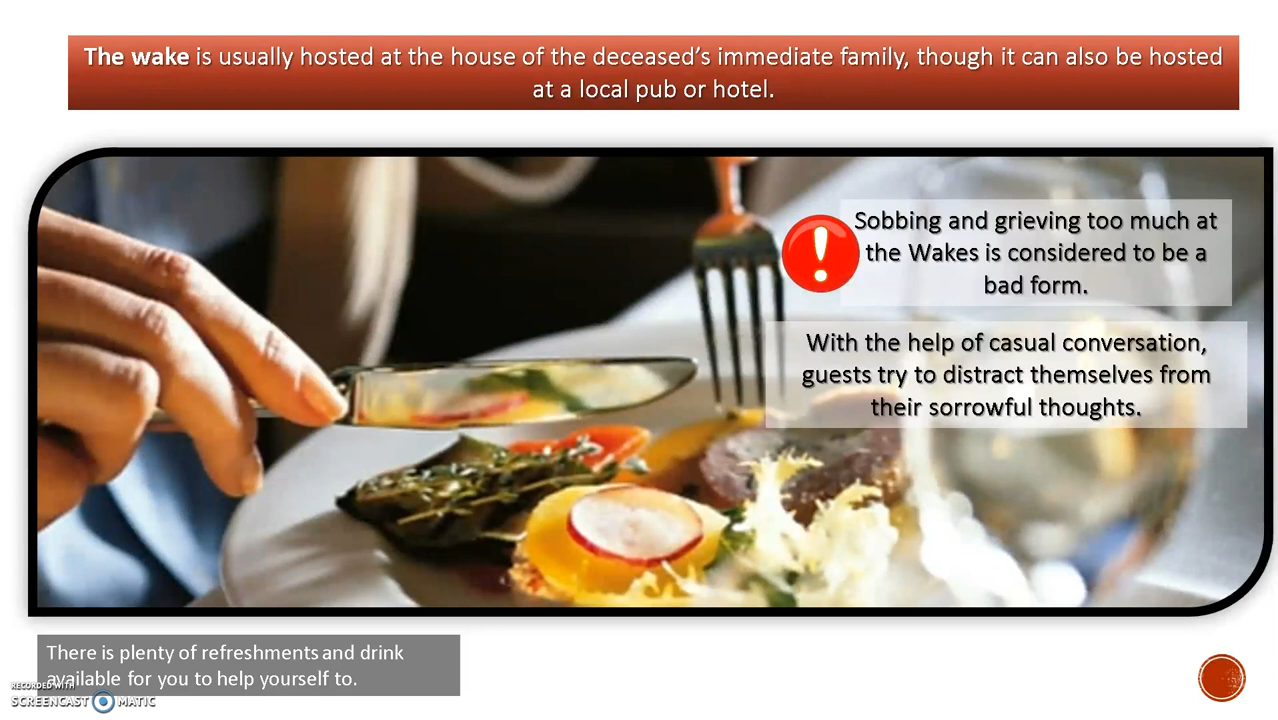 The wake is usually hosted at the house of the deceased’s immediate family, though it can also be hosted
at a local pub or hotel.
Sobbing and grieving too much at
the Wakes is considered to be a
bad form.
With the help of casual conversation,
guests try to distract themselves from
their sorrowful thoughts.
There is plenty of refreshments and drink
available for you to help yourself to.
RECORDED WITH
SCREENCAST MATIC